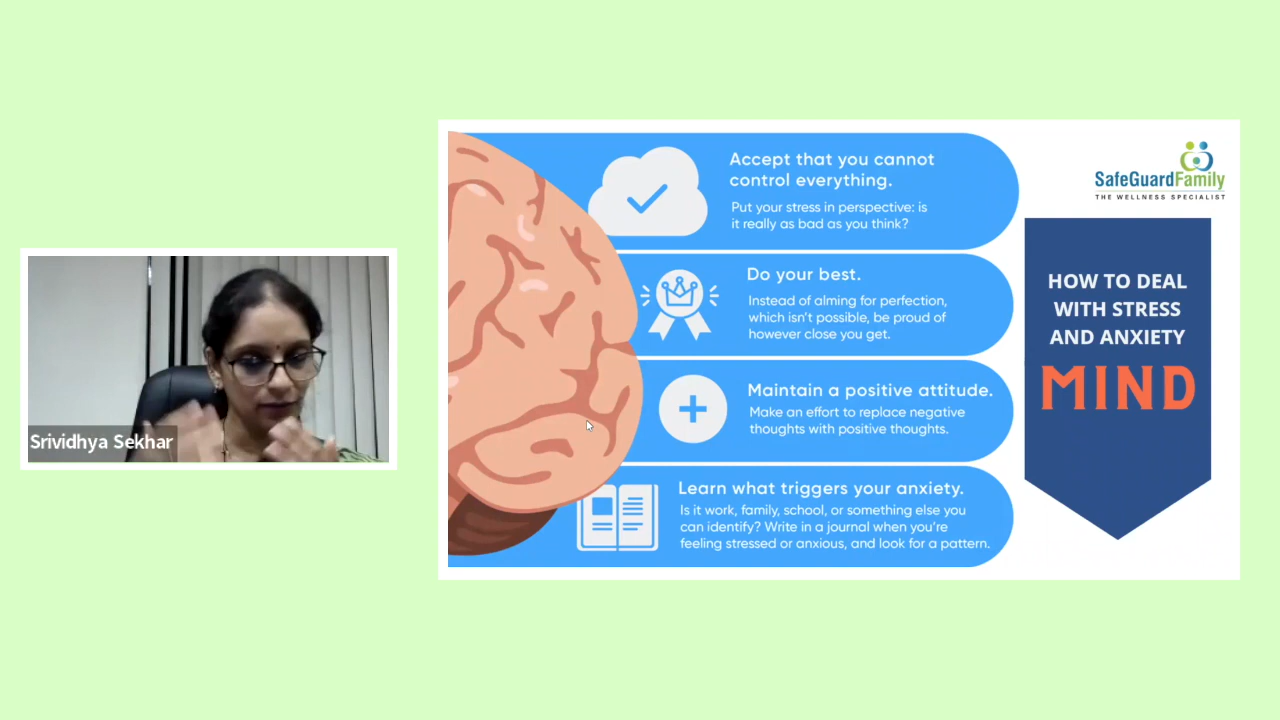 Srividhya Sekhar
Accept that you cannot
control everything.
Put your stress in perspective: is
it really as bad as you think?
Do your best.
Instead of alming for perfection,
which isn't possible, be proud of
however close you get.
Maintain a positive attitude.
Make an effort to replace negative
thoughts with positive thoughts.
Learn what triggers your anxiety.
Is it work, family, school, or something else you
can identify? Write in a journal when you're
feeling stressed or anxious, and look for a pattern.
SafeGuardFamily
THE WELLNESS SPECIALIST
HOW TO DEAL
WITH STRESS
AND ANXIETY
MIND